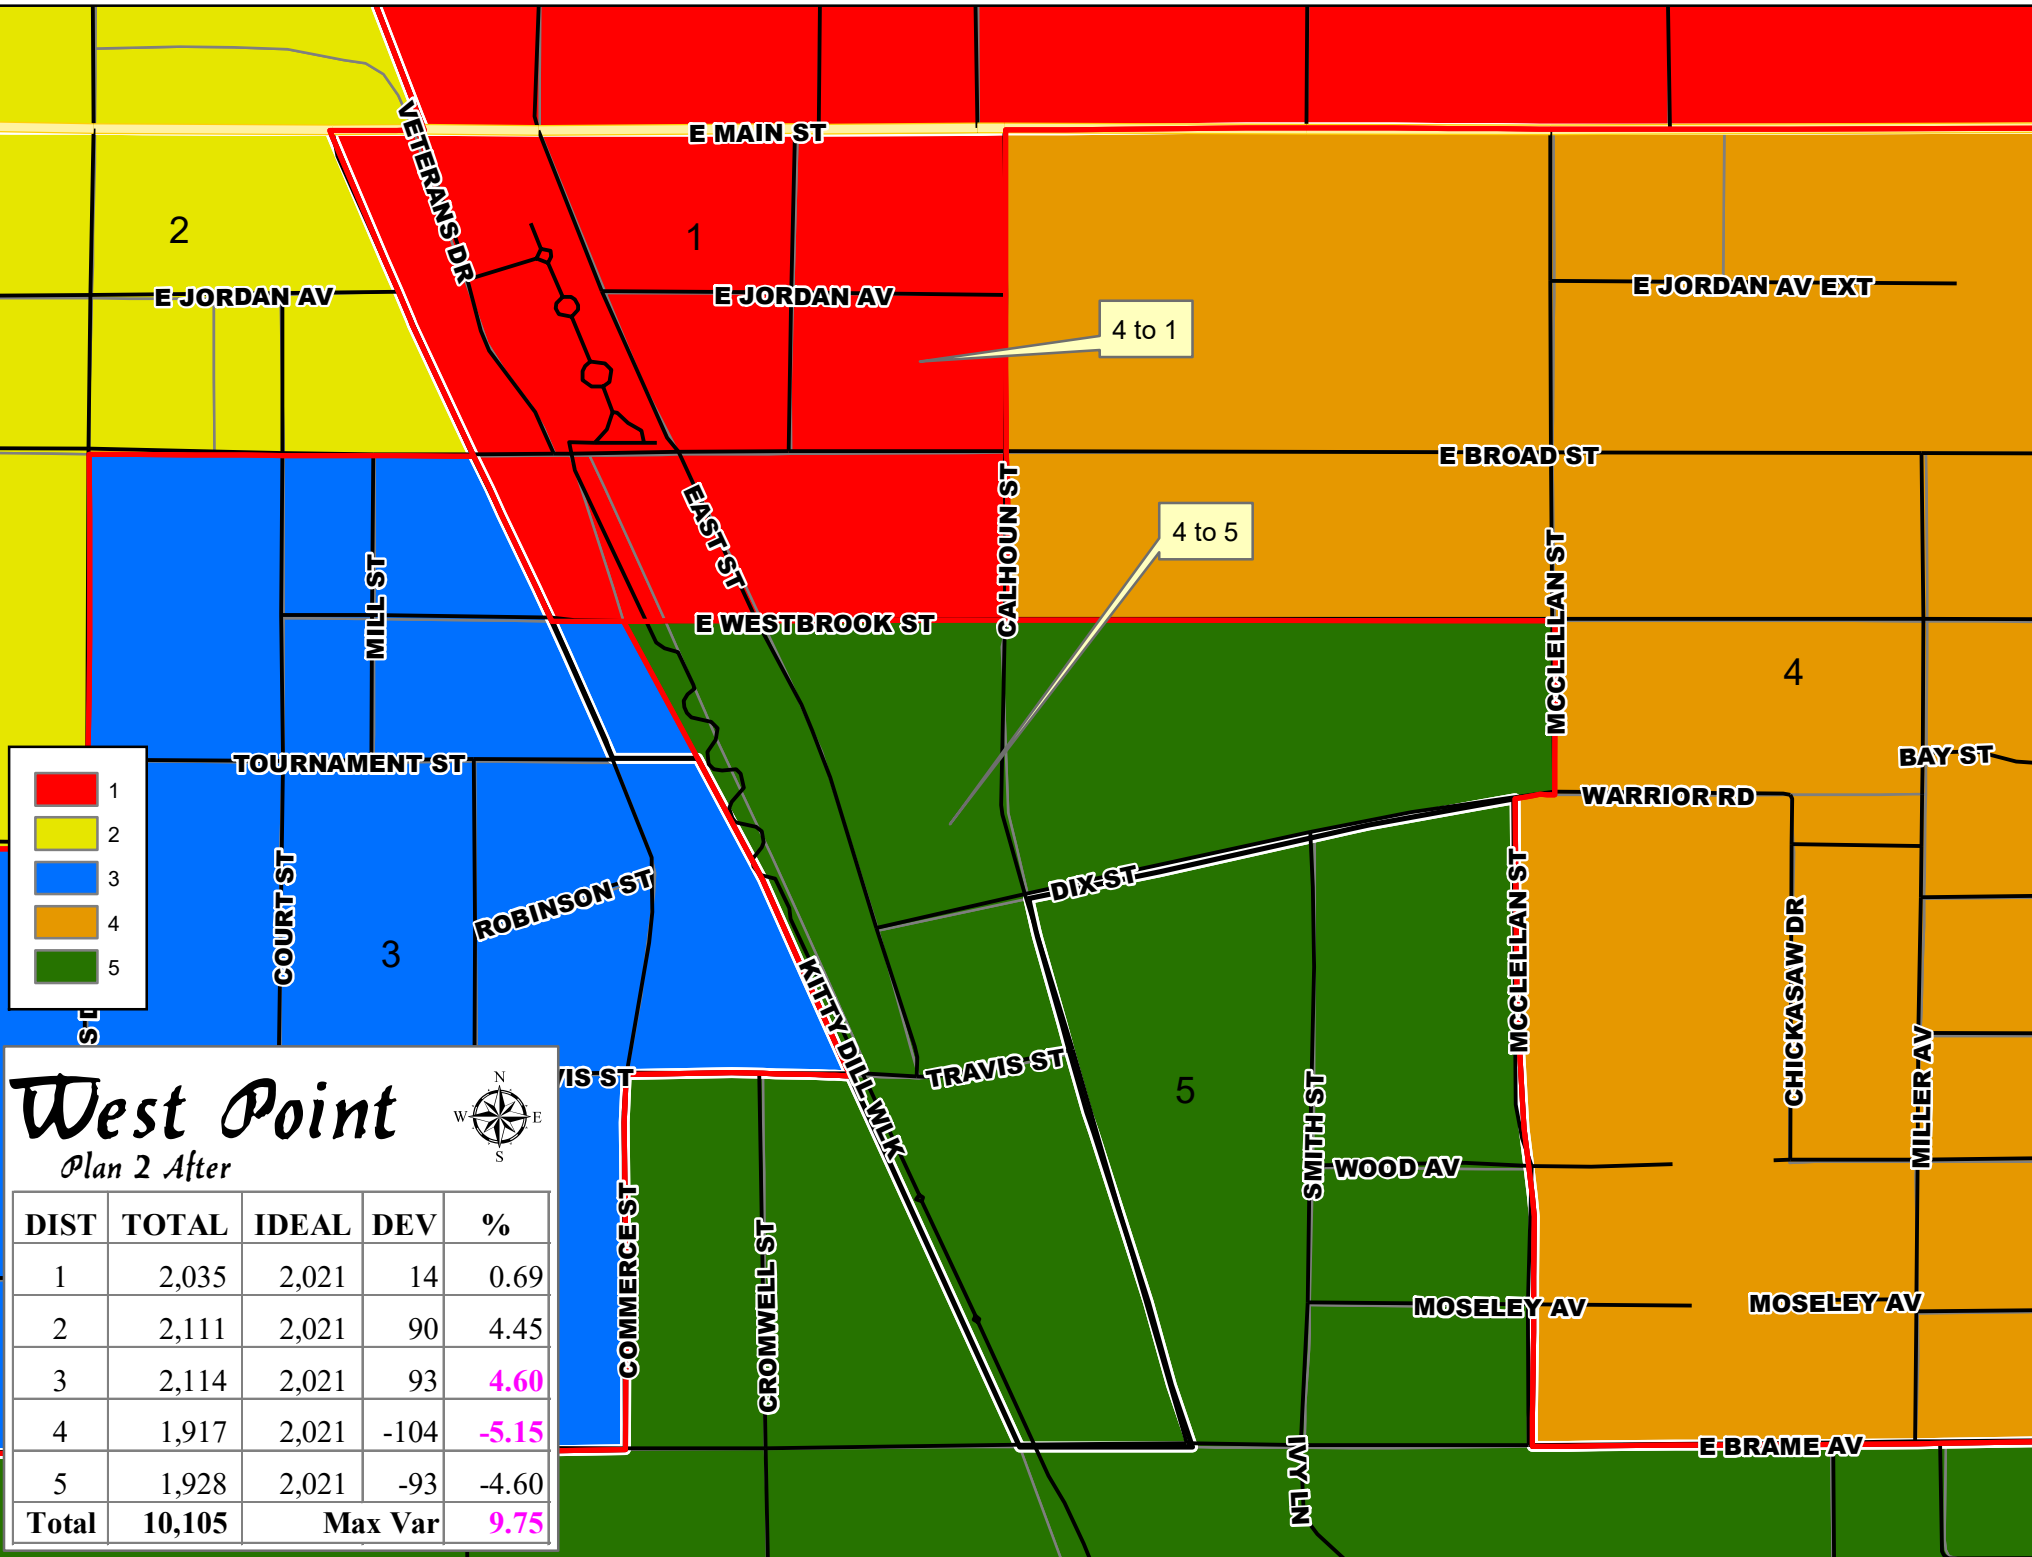 E MAIN ST
VETERANS DR
2
1
E JORDAN AV
E JORDAN AV
E JORDAN AV EXT
4 to 1
E BROAD ST
EAST ST
CALHOUN ST
4 to 5
MILL ST
MCCLELLAN ST
E WESTBROOK ST
4
TOURNAMENT ST
BAY ST
WARRIOR RD
1
2
3
4
5
COURT ST
ROBINSON ST
DIX ST
MCCLELLAN ST
CHICKASAW DR
3
KITTY DILL WLK
TRAVIS ST
VIS ST
5
SMITH ST
MILLER AV
WOOD AV
COMMERCE ST
CROMWELL ST
MOSELEY AV
MOSELEY AV
E BRAME AV
IVY LN
West Point
Plan 2 After
N
W E
S
DIST TOTAL IDEAL DEV %
1 2,035 2,021 14 0.69
2 2,111 2,021 90 4.45
3 2,114 2,021 93 4.60
4 1,917 2,021 -104 -5.15
5 1,928 2,021 -93 -4.60
Total 10,105 Max Var 9.75